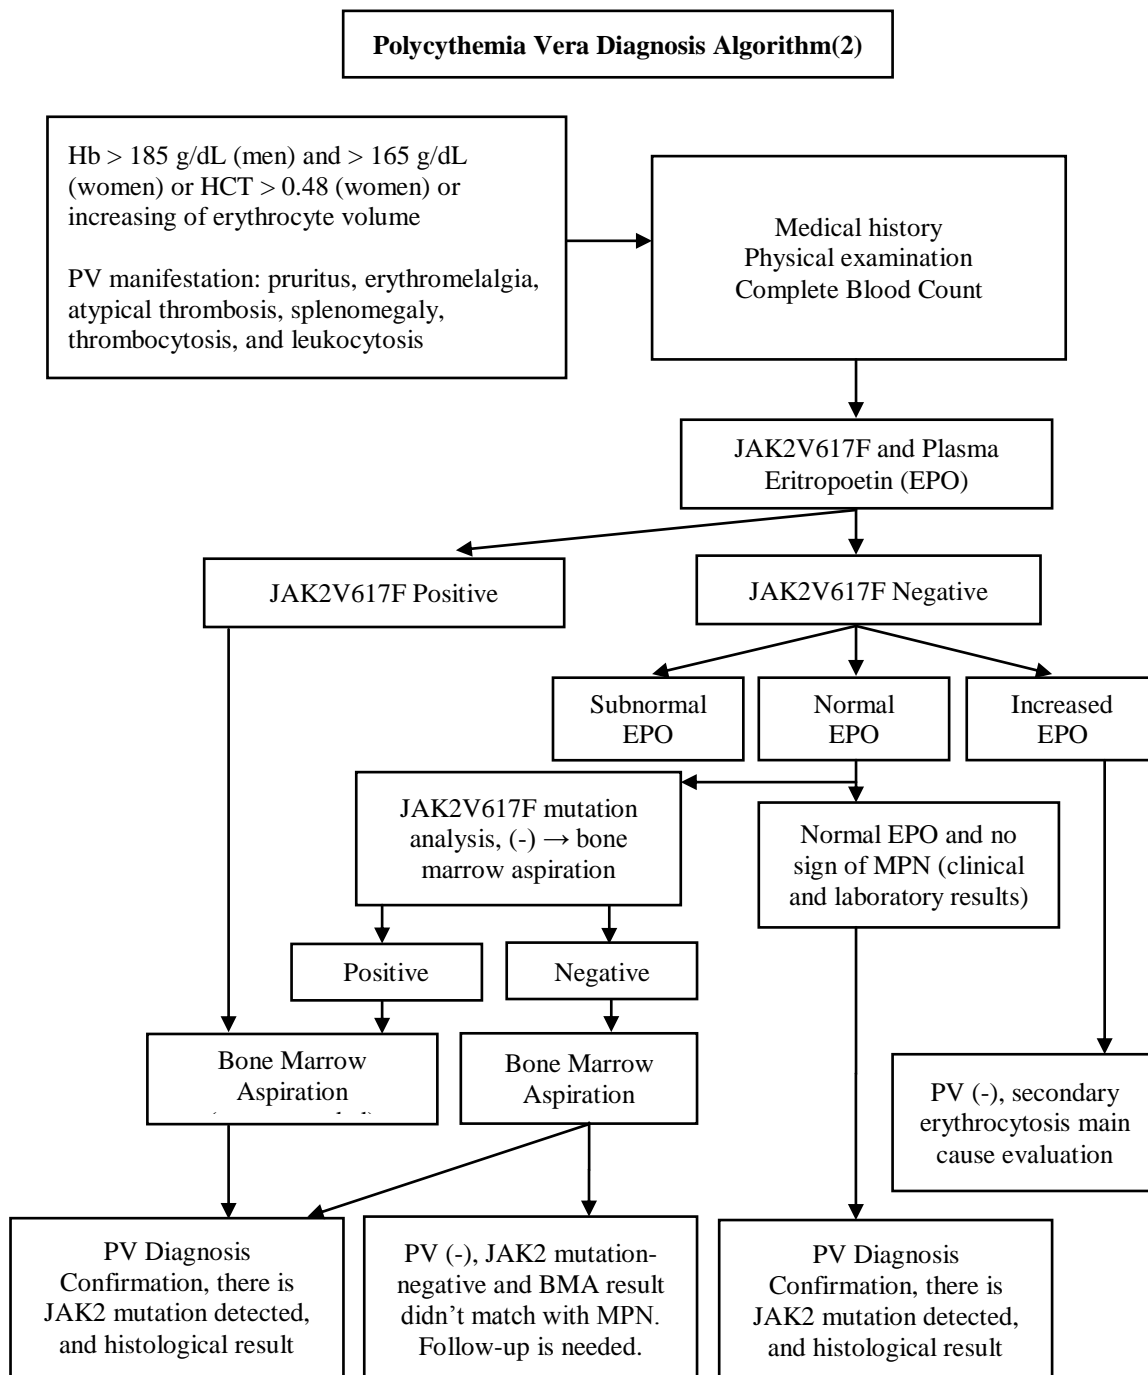 Polycythemia Vera Diagnosis Algorithm(2)
Hb > 185 g/dL (men) and > 165 g/dL
(women) or HCT > 0.48 (women) or
increasing of erythrocyte volume
PV manifestation: pruritus, erythromelalgia,
atypical thrombosis, splenomegaly,
thrombocytosis, and leukocytosis
Medical history
Physical examination
Complete Blood Count
JAK2V617F and Plasma
Eritropoetin (EPO)
JAK2V617F Positive
JAK2V617F Negative
Subnormal
EPO
Normal
EPO
Increased
EPO
JAK2V617F mutation
analysis, (-) → bone
marrow aspiration
Normal EPO and no
sign of MPN (clinical
and laboratory results)
Positive
Negative
Bone Marrow
Aspiration
Bone Marrow
Aspiration
PV (-), secondary
erythrocytosis main
cause evaluation
PV Diagnosis
Confirmation, there is
JAK2 mutation detected,
and histological result
PV (-), JAK2 mutation-
negative and BMA result
didn't match with MPN.
Follow-up is needed.
PV Diagnosis
Confirmation, there is
JAK2 mutation detected,
and histological result